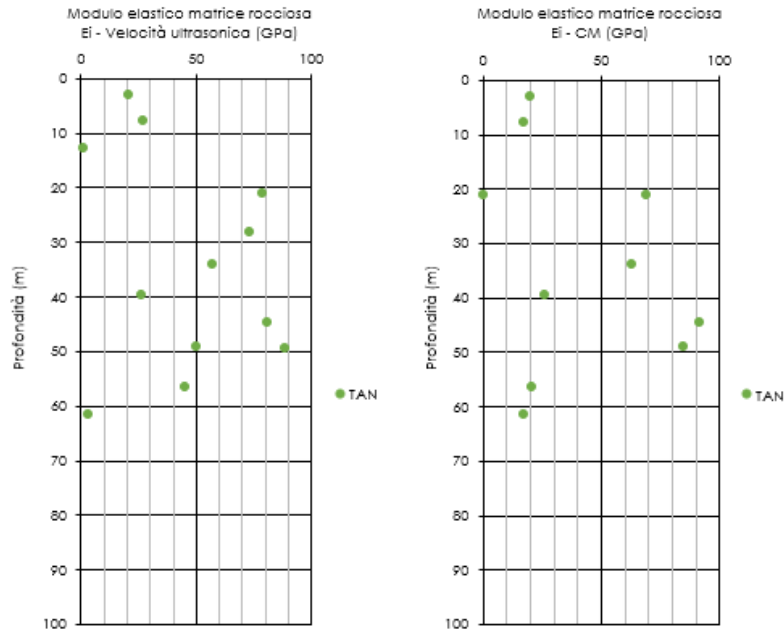 Modulo elastico matrice rocciosa
Ei - Velocità ultrasonica (GPa)
0 50 100
0
10
20
30
40
50
60
70
80
90
100
Profondità (m)
TAN
Modulo elastico matrice rocciosa
Ei - CM (GPa)
0 50 100
0
10
20
30
40
50
60
70
80
90
100
Profondità (m)
TAN